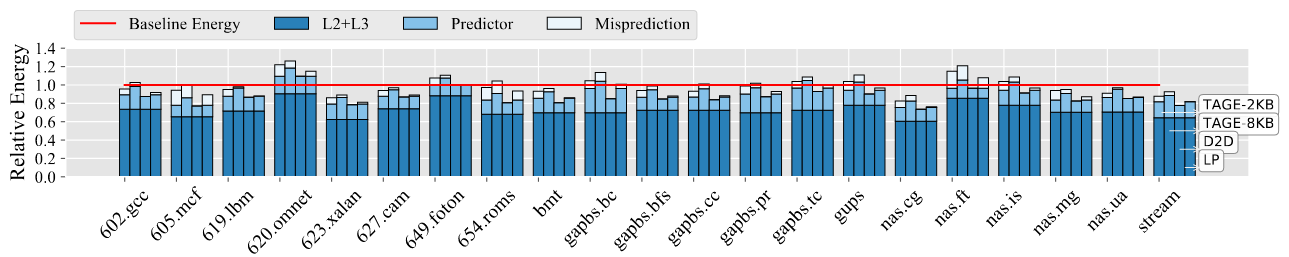 Baseline Energy L2+L3 Predictor Misprediction
Relative Energy
1.4
1.2
1.0
0.8
0.6
0.4
0.2
0.0
TAGE-2KB
TAGE-8KB
D2D
LP
602.gcc 605.mcf 619.lbm 620.omnet 623.xalan 627.cam 649.foton 654.roms bmt gapbs.bc gapbs.bfs gapbs.cc gapbs.pr gapbs.tc gups nas.cg nas.ft nas.is nas.mg nas.ua stream